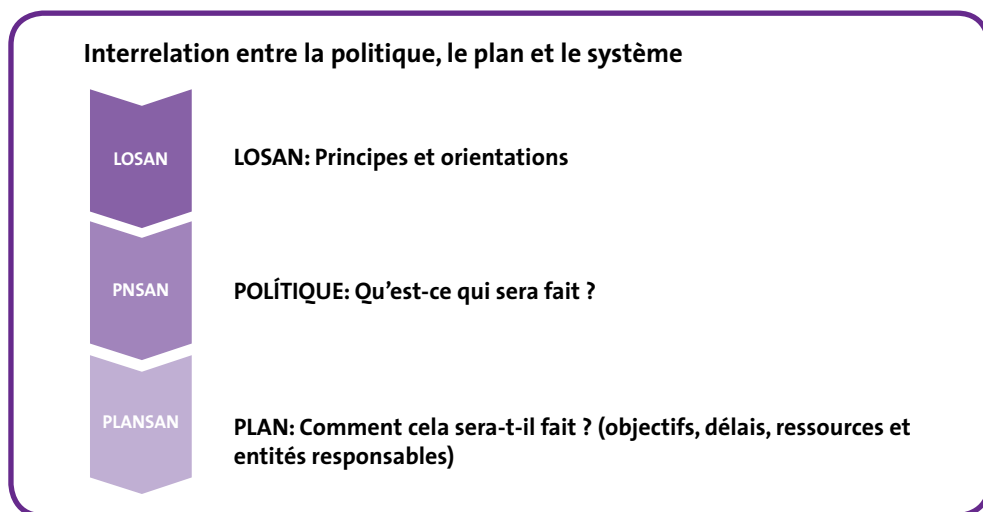 Interrelation entre la politique, le plan et le système
LOSAN
LOSAN: Principes et orientations
PNSAN
POLÍTIQUE: Qu’est-ce qui sera fait ?
PLANSAN
PLAN: Comment cela sera-t-il fait ? (objectifs, délais, ressources et
entités responsables)